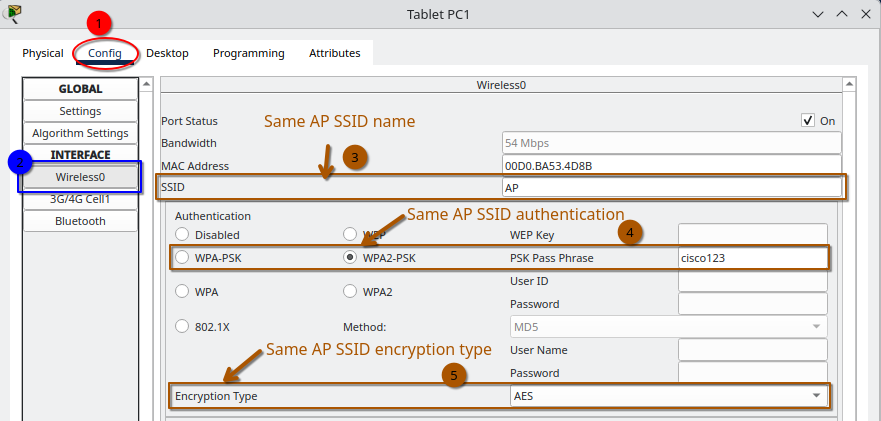 Tablet PC1
1
Physical Config Desktop Programming Attributes
GLOBAL
Settings
Algorithm Settings
INTERFACE
2
Wireless0
3G/4G Cell1
Bluetooth
Wireless0
Port Status On
Same AP SSID name
Bandwidth 54 Mbps
3
MAC Address 00D0.BA53.4D8B
SSID AP
Authentication
Same AP SSID authentication
Disabled WEP WEP Key
4
WPA-PSK WPA2-PSK PSK Pass Phrase cisco123
User ID
WPA WPA2
Password
802.1X Method: MD5
Same AP SSID encryption type
User Name
Password
5
Encryption Type AES